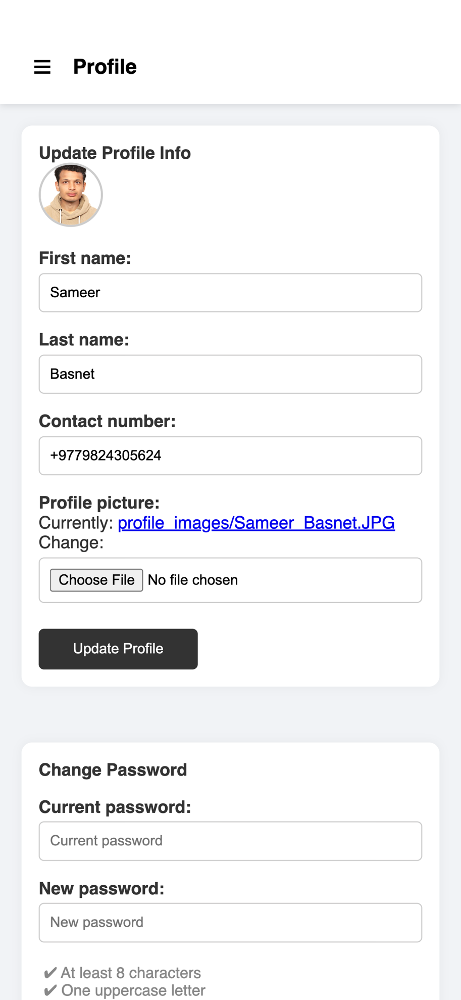 Profile
Update Profile Info
First name:
Sameer
Last name:
Basnet
Contact number:
+9779824305624
Profile picture:
Currently: profile_images/Sameer_Basnet.JPG
Change:
Choose File No file chosen
Update Profile
Change Password
Current password:
Current password
New password:
New password
✔ At least 8 characters
✔ One uppercase letter